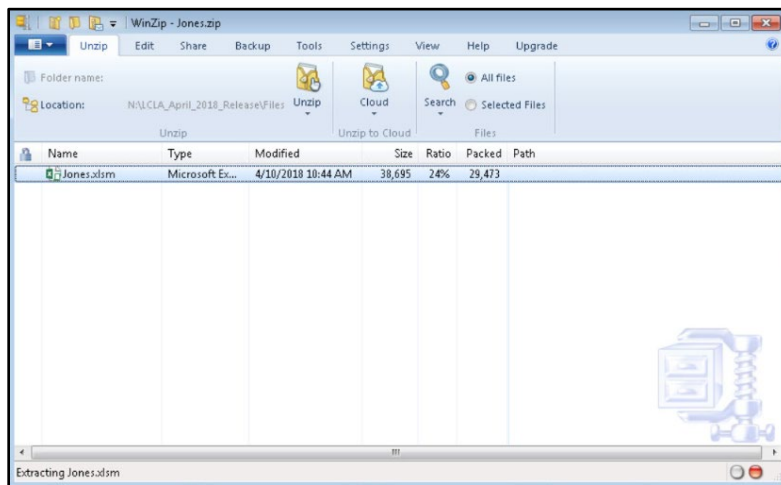 WinZip - Jones.zip
Unzip Edit Share Backup Tools Settings View Help Upgrade
Folder name:
Location: N:\LCLA_April_2018_Release\Files
Unzip
Cloud
Search
All files
Selected Files
Unzip Unzip to Cloud Files
Name Type Modified Size Ratio Packed Path
Jones.xlsm Microsoft Ex... 4/10/2018 10:44 AM 38,695 24% 29,473
Extracting Jones.xlsm